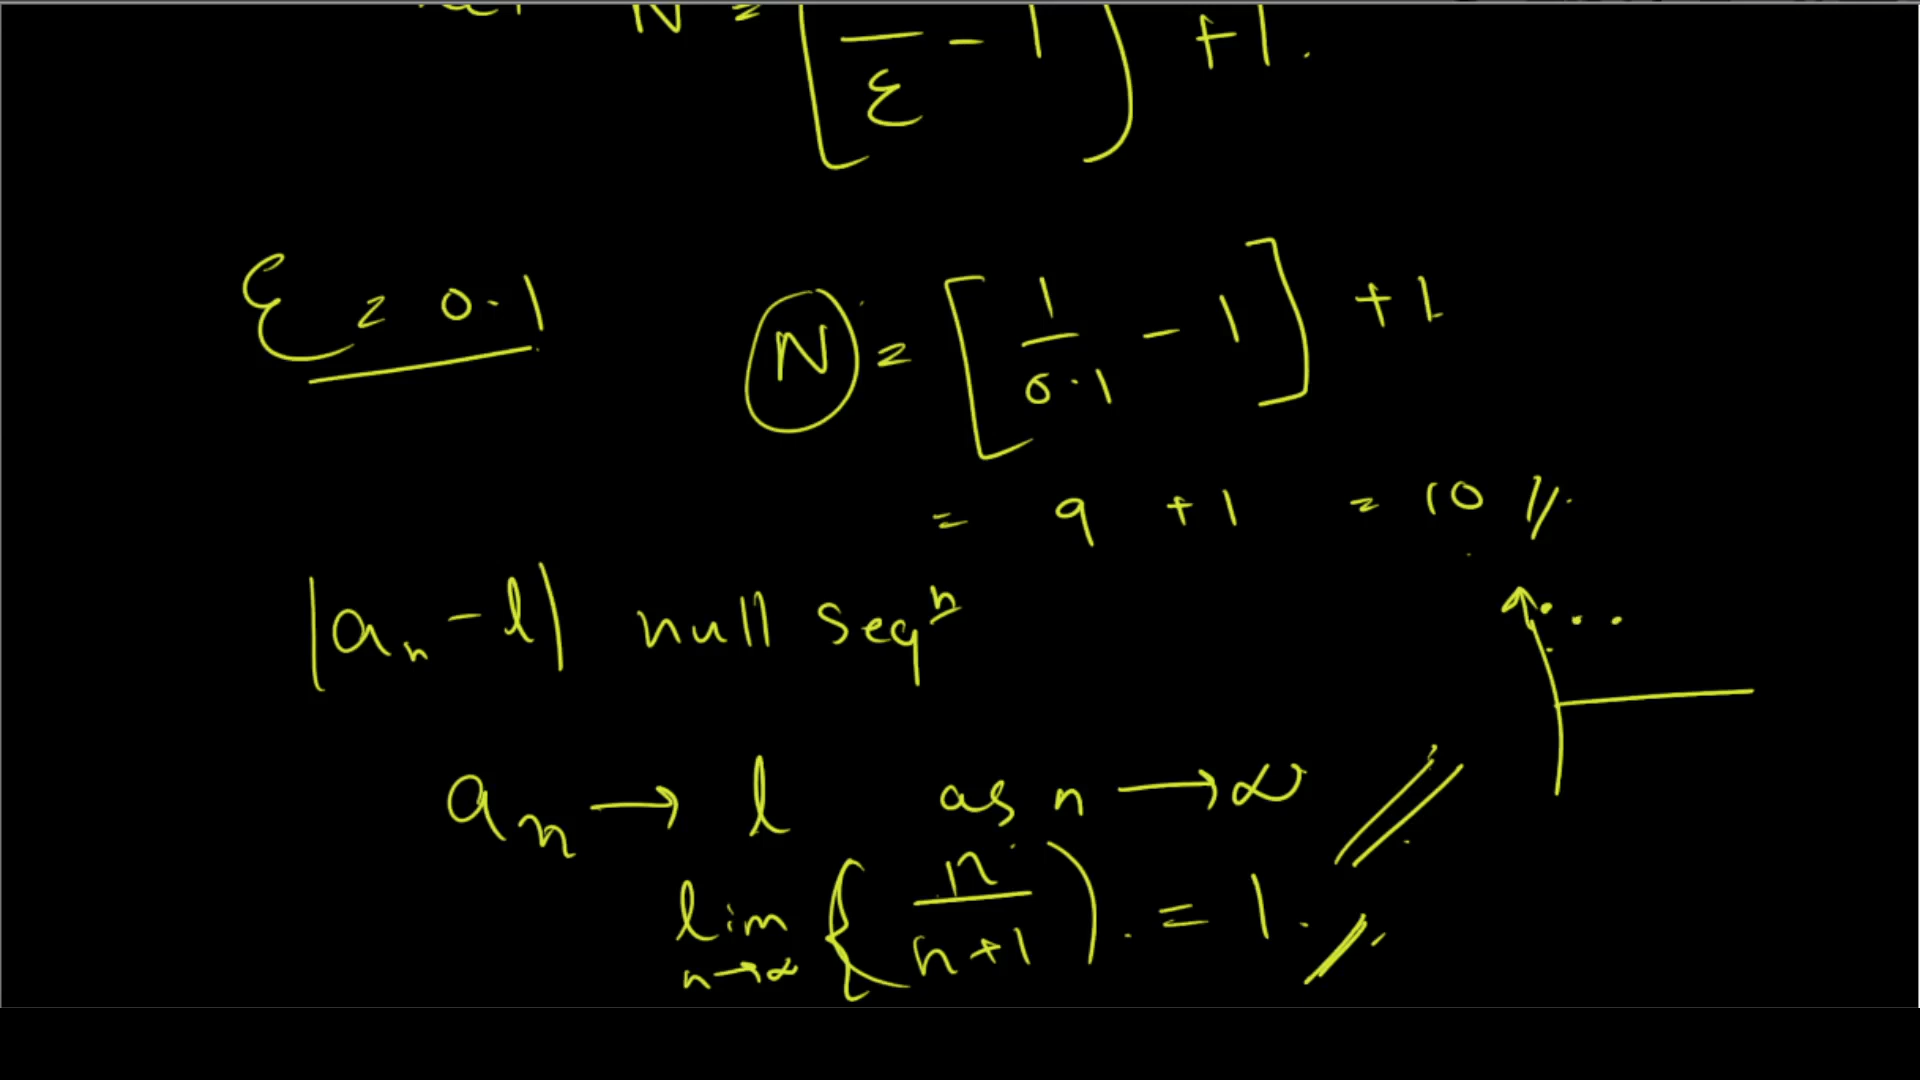 N = [ / ε - 1 ] + 1.
ε = 0.1 N = [ 1/0.1 - 1 ] + 1
= 9 + 1 = 10 //.
|aₙ - l| null seqⁿ
aₙ → l as n → ∞ //
lim n→∞ { n/n+1 ). = 1. //